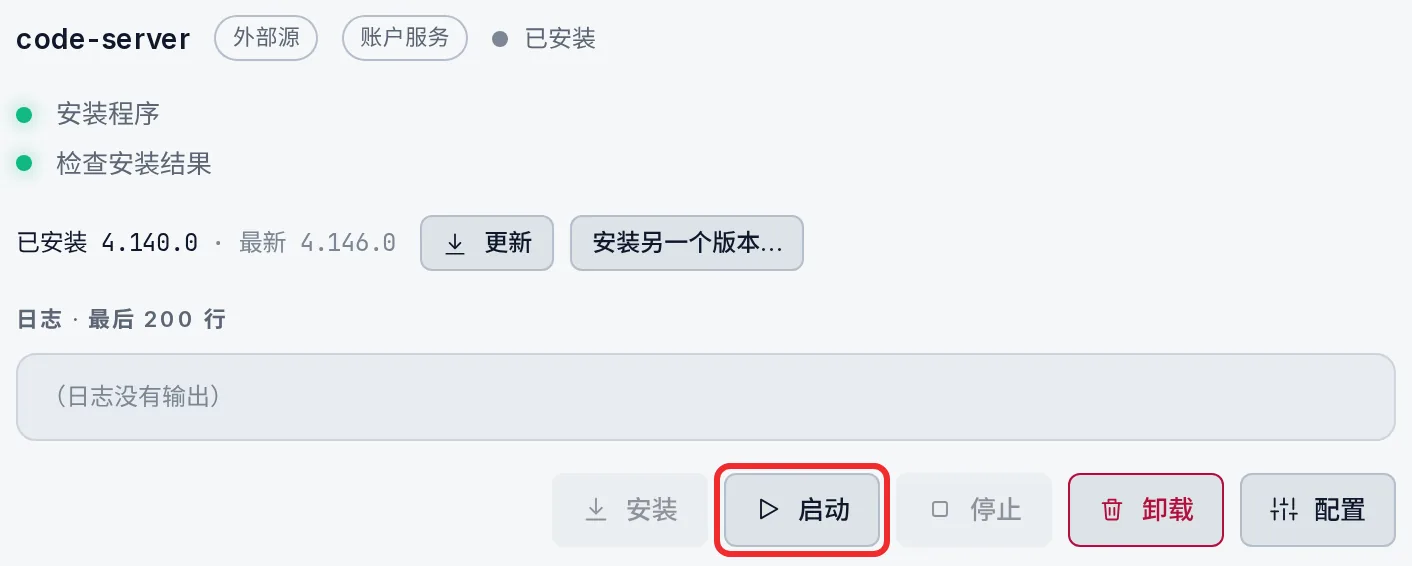 code-server 外部源 账户服务 已安装
安装程序
检查安装结果
已安装 4.140.0 · 最新 4.146.0 更新 安装另一个版本...
日志 · 最后 200 行
（日志没有输出）
安装 启动 停止 卸载 配置